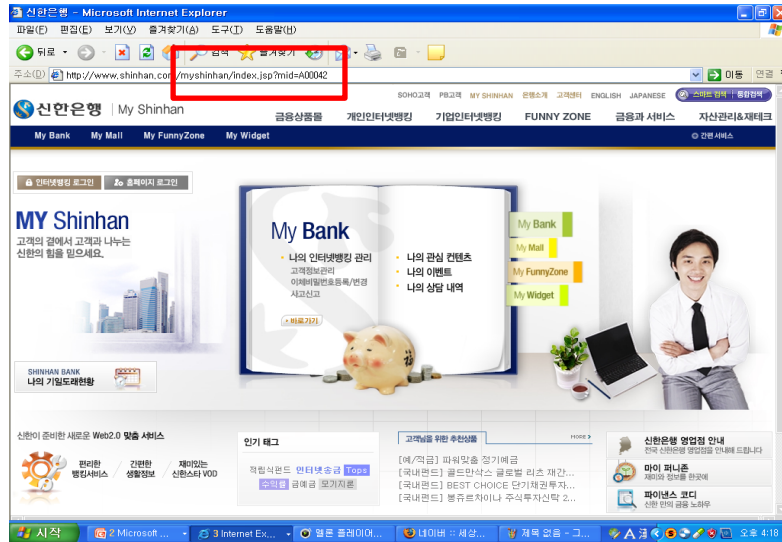 신한은행 - Microsoft Internet Explorer
파일(F) 편집(E) 보기(V) 즐겨찾기(A) 도구(T) 도움말(H)
뒤로 검색 즐겨찾기
주소(D) http://www.shinhan.com/myshinhan/index.jsp?mid=A00042 이동 연결
SOHO고객 PB고객 MY SHINHAN 은행소개 고객센터 ENGLISH JAPANESE 스마트 검색 통합검색
신한은행 My Shinhan
금융상품몰 개인인터넷뱅킹 기업인터넷뱅킹 FUNNY ZONE 금융과 서비스 자산관리&재테크
My Bank My Mall My FunnyZone My Widget 간편 서비스
인터넷뱅킹 로그인 홈페이지 로그인
MY Shinhan
고객의 곁에서 고객과 나누는
신한의 힘을 믿으세요.
My Bank
• 나의 인터넷뱅킹 관리
고객정보관리
이체비밀번호등록/변경
사고신고
바로가기
• 나의 관심 컨텐츠
• 나의 이벤트
• 나의 상담 내역
My Bank
My Mall
My FunnyZone
My Widget
福
SHINHAN BANK
나의 기일도래현황
신한이 준비한 새로운 Web2.0 맞춤 서비스
편리한 뱅킹서비스
간편한 생활정보
재미있는 신한스타 VOD
인기 태그
적립식펀드 인터넷송금 Tops
수익률 금예금 모기지론
고객님을 위한 추천상품 MORE
[예/적금] 파워맞춤 정기예금
[국내펀드] 골드만삭스 글로벌 리츠 재간...
[국내펀드] BEST CHOICE 단기채권투자...
[국내펀드] 봉쥬르차이나 주식투자신탁 2...
신한은행 영업점 안내
전국 신한은행 영업점을 안내해 드립니다
마이 퍼니존
재미와 정보를 한곳에
파이낸스 코디
신한 만의 금융 노하우
시작 2 Microsoft ... 3 Internet Ex... 멜론 플레이어... 네이버 :: 세상... 제목 없음 - 그... A 漢 오후 4:18